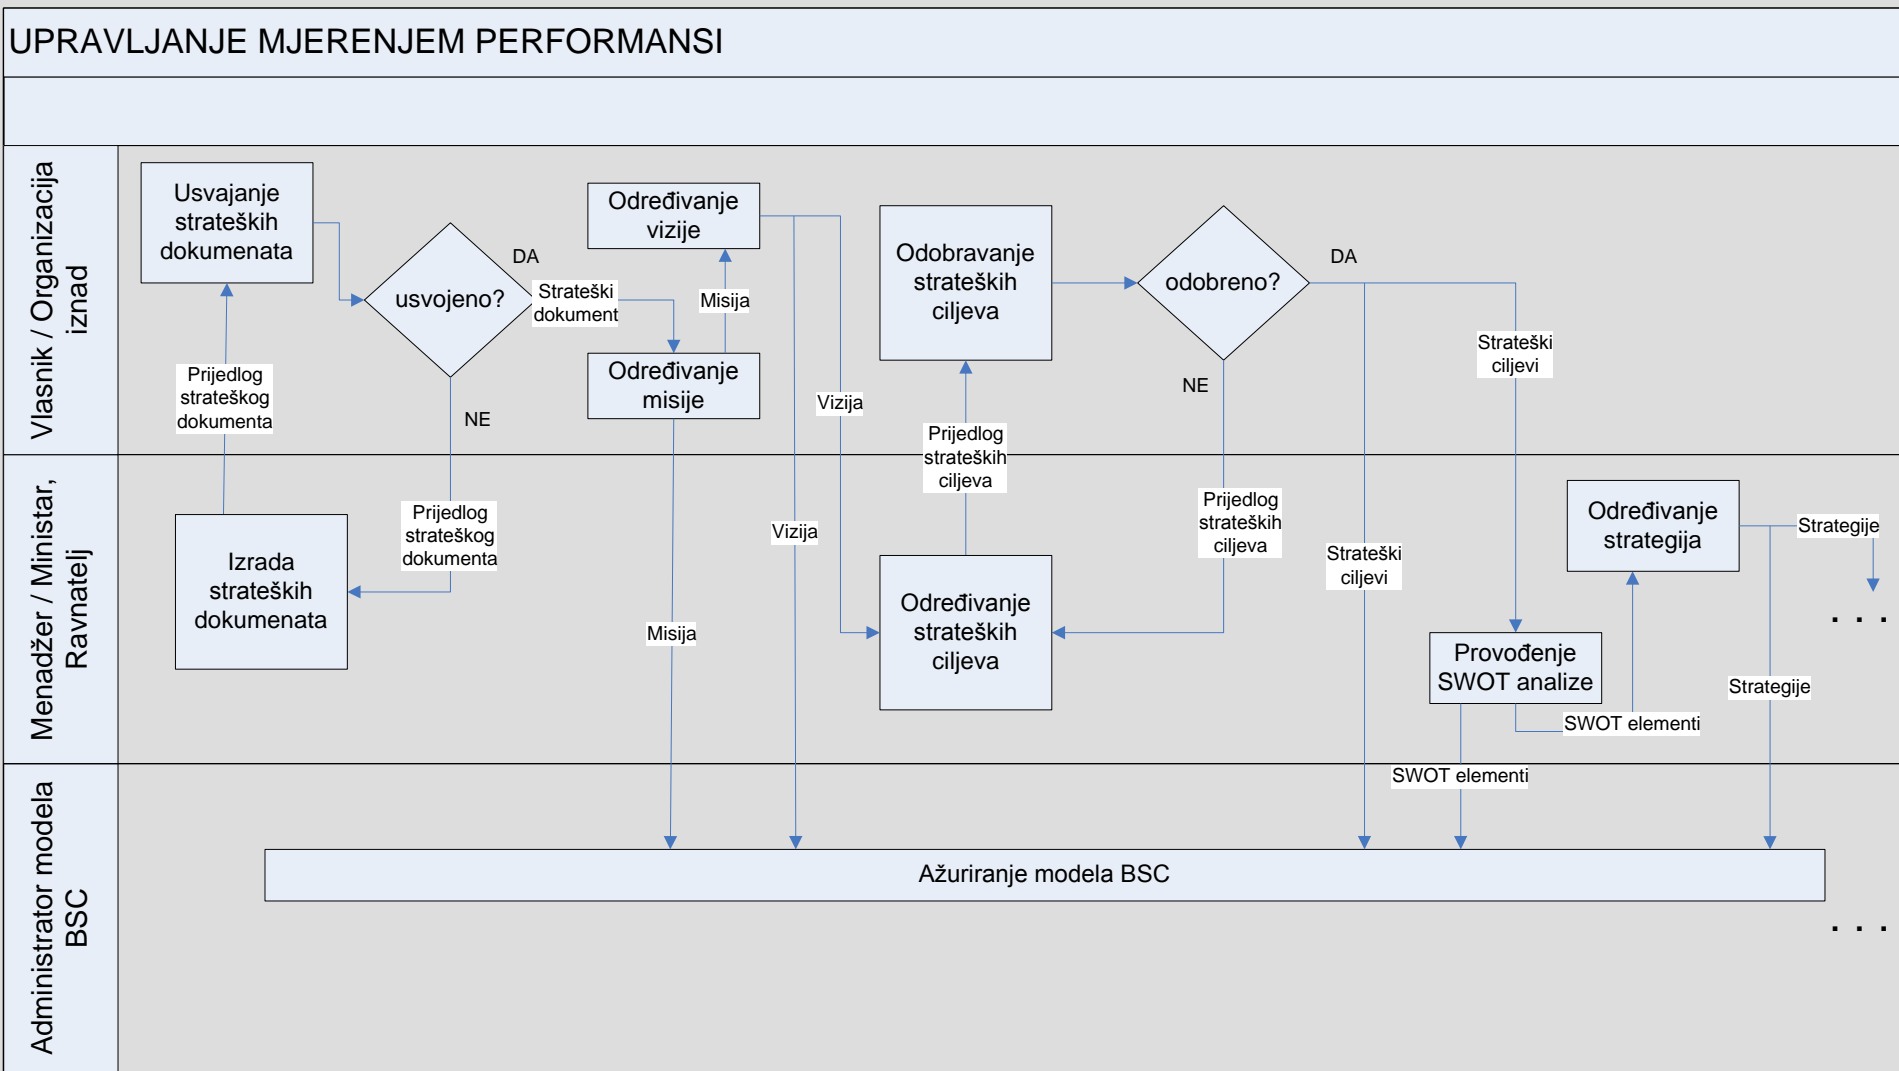 UPRAVLJANJE MJERENJEM PERFORMANSI
Vlasnik / Organizacija
iznad
Usvajanje
strateških
dokumenata
usvojeno?
DA
NE
Strateški
dokument
Prijedlog
strateškog
dokumenta
Određivanje
vizije
Misija
Određivanje
misije
Vizija
Odobravanje
strateških
ciljeva
odobreno?
DA
NE
Strateški
ciljevi
Prijedlog
strateških
ciljeva
Menadžer / Ministar,
Ravnatelj
Izrada
strateških
dokumenata
Prijedlog
strateškog
dokumenta
Misija
Vizija
Određivanje
strateških
ciljeva
Prijedlog
strateških
ciljeva
Strateški
ciljevi
Provođenje
SWOT analize
SWOT elementi
Određivanje
strategija
Strategije
. . .
Strategije
SWOT elementi
Administrator modela
BSC
Ažuriranje modela BSC
. . .